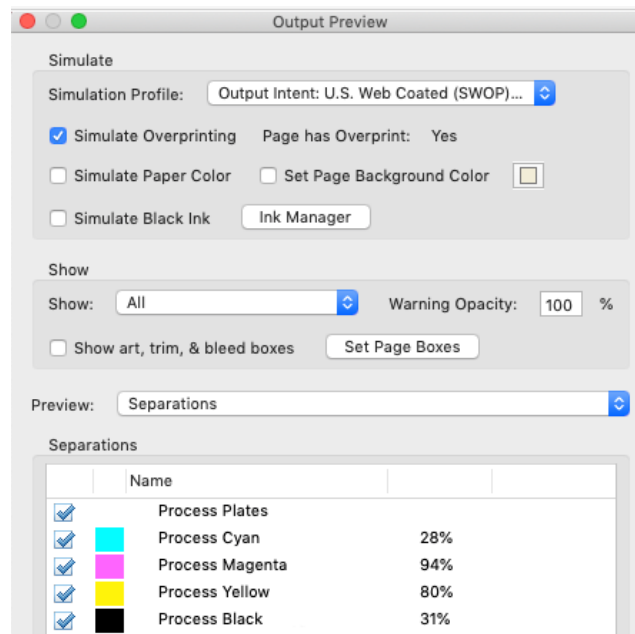 Output Preview
Simulate
Simulation Profile: Output Intent: U.S. Web Coated (SWOP)...
Simulate Overprinting Page has Overprint: Yes
Simulate Paper Color Set Page Background Color
Simulate Black Ink Ink Manager
Show
Show: All Warning Opacity: 100 %
Show art, trim, & bleed boxes Set Page Boxes
Preview: Separations
Separations
Name
Process Plates
Process Cyan 28%
Process Magenta 94%
Process Yellow 80%
Process Black 31%